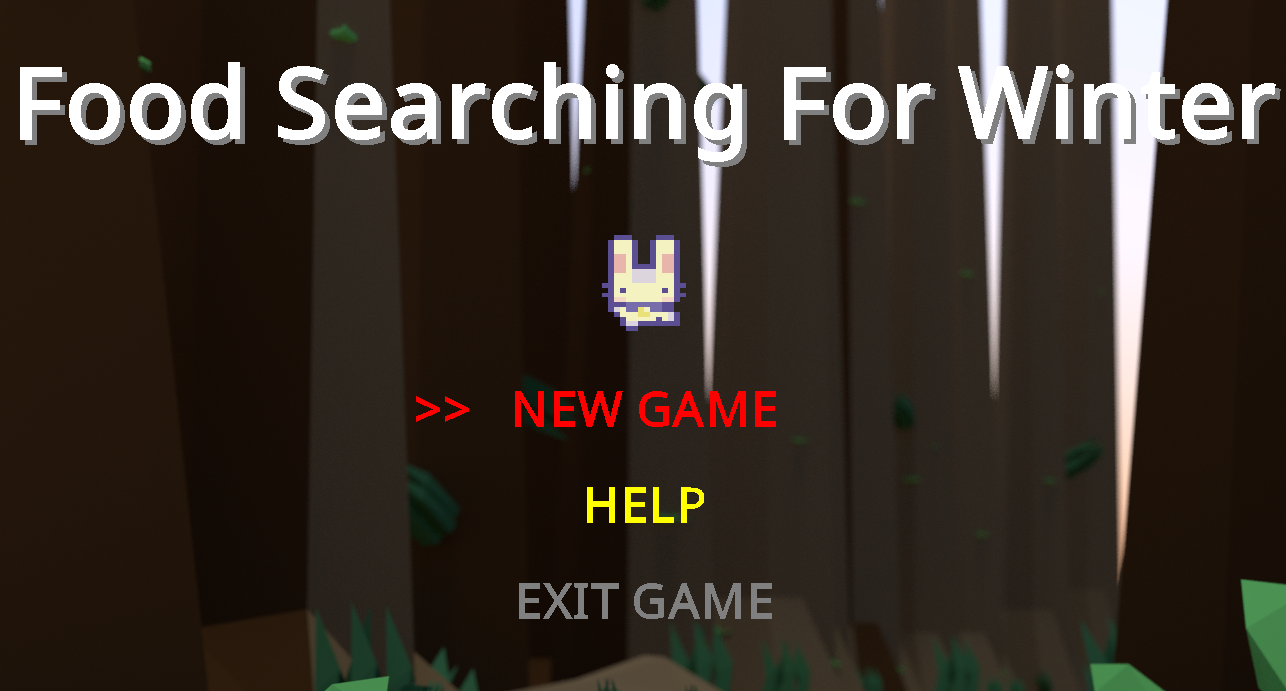 Food Searching For Winter
>> NEW GAME
HELP
EXIT GAME